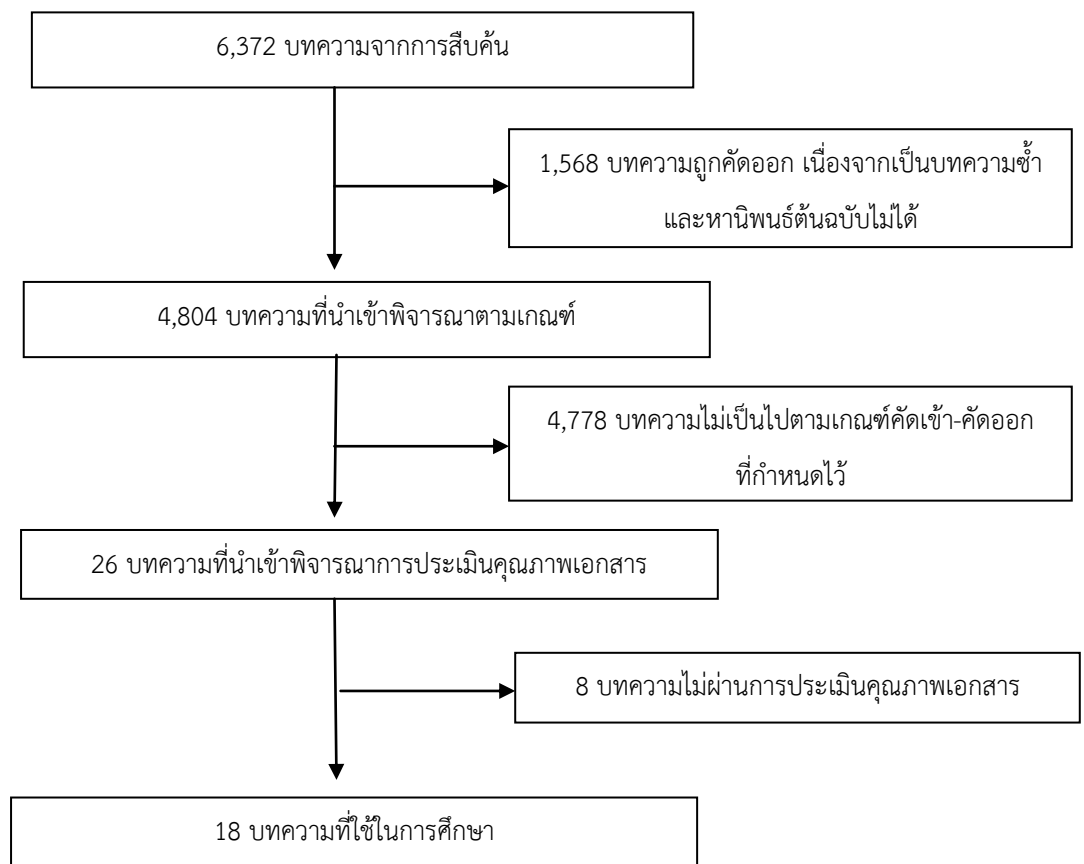 6,372 บทความจากการสืบค้น
1,568 บทความถูกคัดออก เนื่องจากเป็นบทความซ้ำ
และหานิพนธ์ต้นฉบับไม่ได้
4,804 บทความที่นำเข้าพิจารณาตามเกณฑ์
4,778 บทความไม่เป็นไปตามเกณฑ์คัดเข้า-คัดออก
ที่กำหนดไว้
26 บทความที่นำเข้าพิจารณาการประเมินคุณภาพเอกสาร
8 บทความไม่ผ่านการประเมินคุณภาพเอกสาร
18 บทความที่ใช้ในการศึกษา